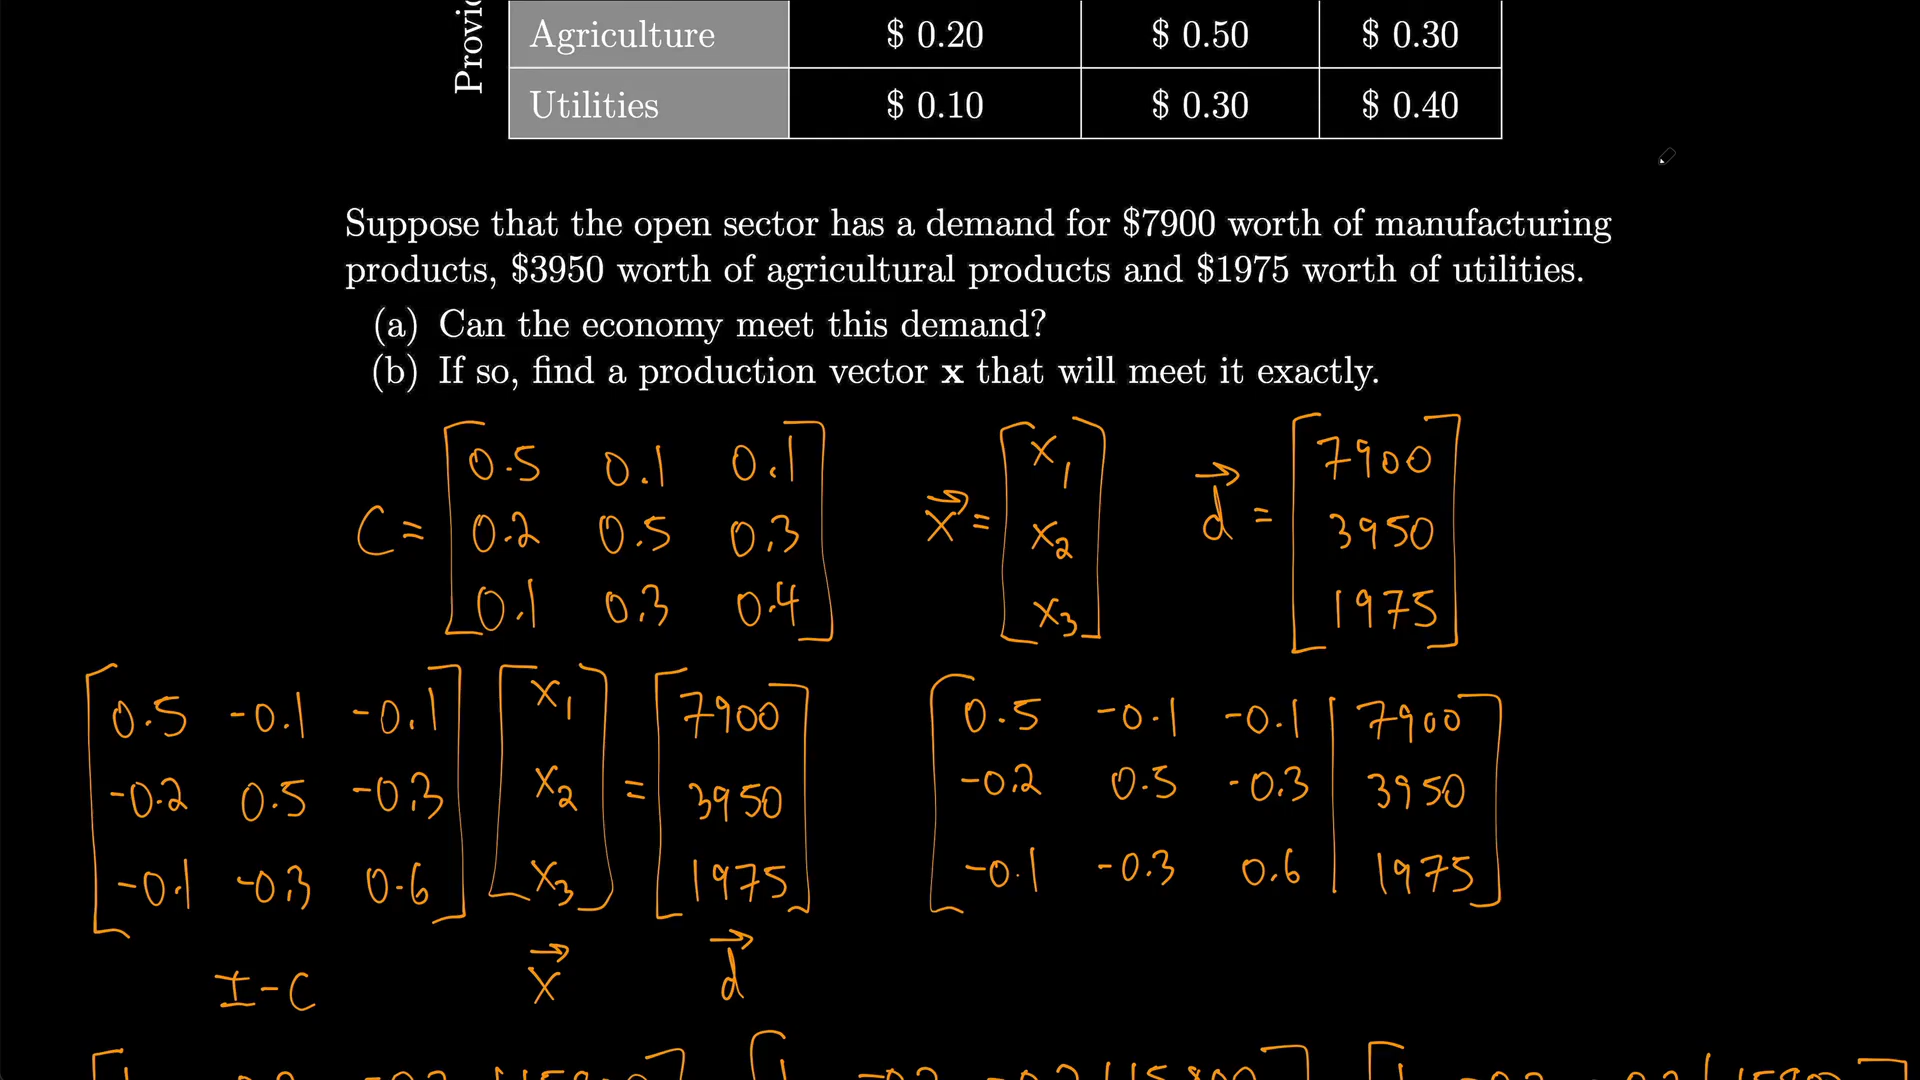 Provi
Agriculture $ 0.20 $ 0.50 $ 0.30
Utilities $ 0.10 $ 0.30 $ 0.40
Suppose that the open sector has a demand for $7900 worth of manufacturing
products, $3950 worth of agricultural products and $1975 worth of utilities.
(a) Can the economy meet this demand?
(b) If so, find a production vector x that will meet it exactly.
0.5 0.1 0.1 x₁ 7900
C = 0.2 0.5 0.3 x⃗ = x₂ d⃗ = 3950
0.1 0.3 0.4 x₃ 1975
0.5 -0.1 -0.1 x₁ 7900 0.5 -0.1 -0.1 | 7900
-0.2 0.5 -0.3 x₂ = 3950 -0.2 0.5 -0.3 | 3950
-0.1 -0.3 0.6 x₃ 1975 -0.1 -0.3 0.6 | 1975
I-C x⃗ d⃗